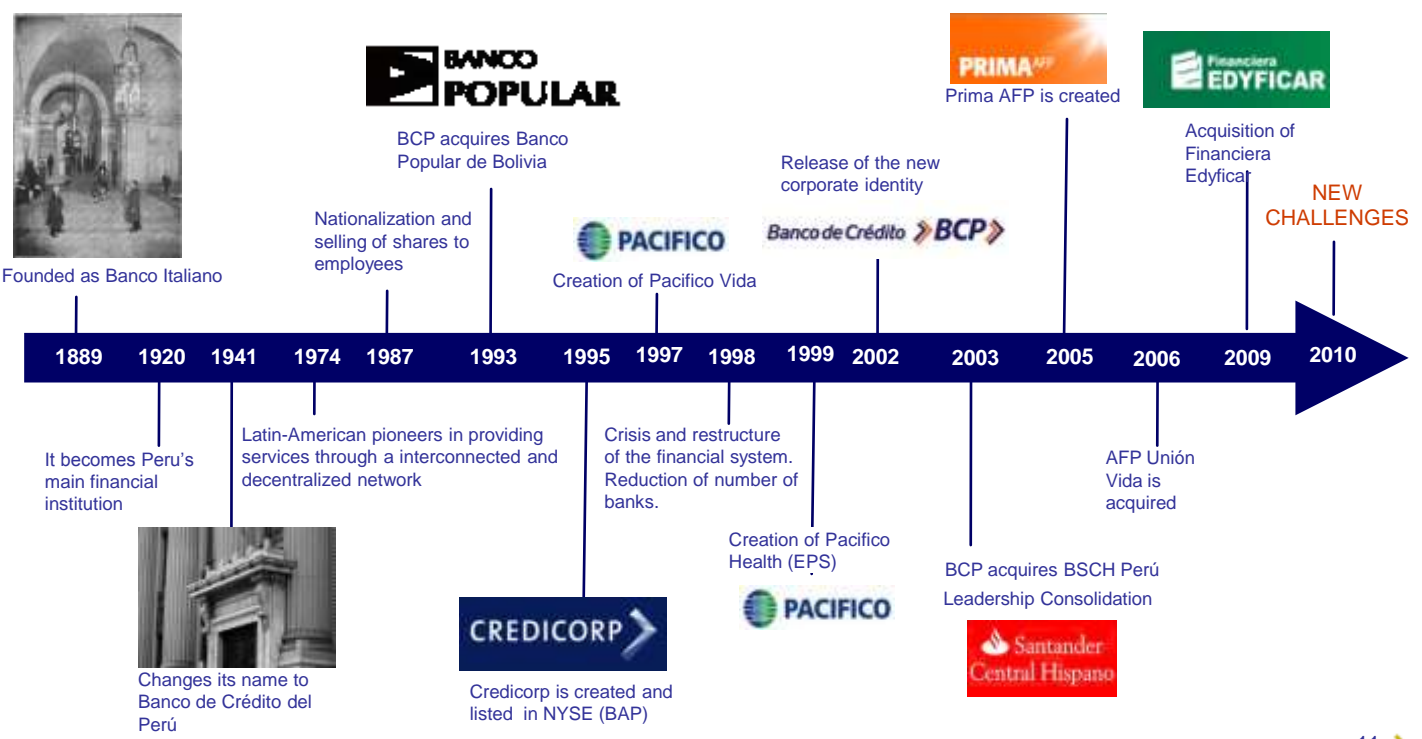 BANCO
POPULAR
PRIMA AFP
Financiera
EDYFICAR
Prima AFP is created
BCP acquires Banco
Popular de Bolivia
Acquisition of
Financiera
Edyficar
Release of the new
corporate identity
NEW
CHALLENGES
Nationalization and
selling of shares to
employees
PACIFICO
Banco de Crédito BCP
Founded as Banco Italiano
Creation of Pacifico Vida
1889 1920 1941 1974 1987 1993 1995 1997 1998 1999 2002 2003 2005 2006 2009 2010
It becomes Peru's
main financial
institution
Latin-American pioneers in providing
services through a interconnected and
decentralized network
Crisis and restructure
of the financial system.
Reduction of number of
banks.
AFP Unión
Vida is
acquired
Creation of Pacifico
Health (EPS)
BCP acquires BSCH Perú
Leadership Consolidation
PACIFICO
CREDICORP
Santander
Central Hispano
Changes its name to
Banco de Crédito del
Perú
Credicorp is created and
listed in NYSE (BAP)